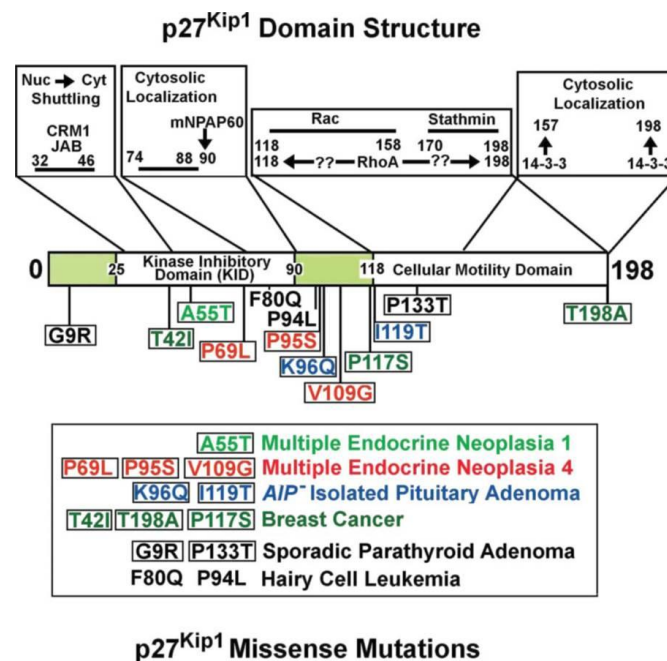 p27Kip1 Domain Structure
Nuc → Cyt
Shuttling
CRM1
JAB
32 46
Cytosolic
Localization
mNPAP60
74 88 90
Rac Stathmin
118 158 170 198
118 ←??—RhoA—??→ 198
Cytosolic
Localization
157 198
14-3-3 14-3-3
0 25 Kinase Inhibitory Domain (KID) 90 118 Cellular Motility Domain 198
G9R
T42I
A55T
P69L
F80Q
P94L
P95S
K96Q
V109G
P117S
I119T
P133T
T198A
A55T Multiple Endocrine Neoplasia 1
P69L P95S V109G Multiple Endocrine Neoplasia 4
K96Q I119T AIP- Isolated Pituitary Adenoma
T42I T198A P117S Breast Cancer
G9R P133T Sporadic Parathyroid Adenoma
F80Q P94L Hairy Cell Leukemia
p27Kip1 Missense Mutations